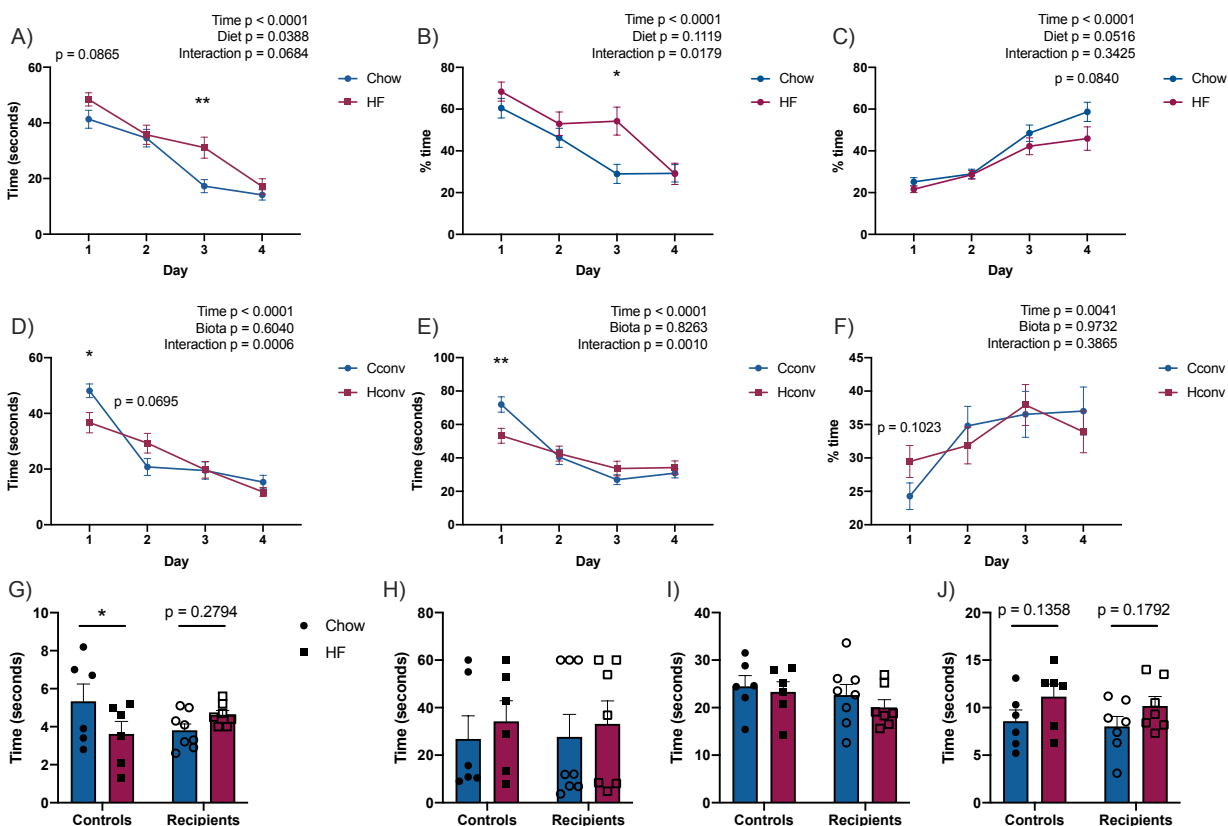 A)
Time p < 0.0001
Diet p = 0.0388
Interaction p = 0.0684
p = 0.0865
**
Chow
HF
60
40
20
0
Time (seconds)
1 2 3 4
Day
B)
Time p < 0.0001
Diet p = 0.1119
Interaction p = 0.0179
*
Chow
HF
80
60
40
20
0
% time
1 2 3 4
Day
C)
Time p < 0.0001
Diet p = 0.0516
Interaction p = 0.3425
p = 0.0840
Chow
HF
80
60
40
20
0
% time
1 2 3 4
Day
D)
Time p < 0.0001
Biota p = 0.6040
Interaction p = 0.0006
*
p = 0.0695
Cconv
Hconv
60
40
20
0
Time (seconds)
1 2 3 4
Day
E)
Time p < 0.0001
Biota p = 0.8263
Interaction p = 0.0010
**
Cconv
Hconv
100
80
60
40
20
0
Time (seconds)
1 2 3 4
Day
F)
Time p = 0.0041
Biota p = 0.9732
Interaction p = 0.3865
p = 0.1023
Cconv
Hconv
45
40
35
30
25
20
% time
1 2 3 4
Day
G)
*
p = 0.2794
Chow
HF
10
8
6
4
2
0
Time (seconds)
Controls Recipients
H)
80
60
40
20
0
Time (seconds)
Controls Recipients
I)
40
30
20
10
0
Time (seconds)
Controls Recipients
J)
p = 0.1358
p = 0.1792
20
15
10
5
0
Time (seconds)
Controls Recipients